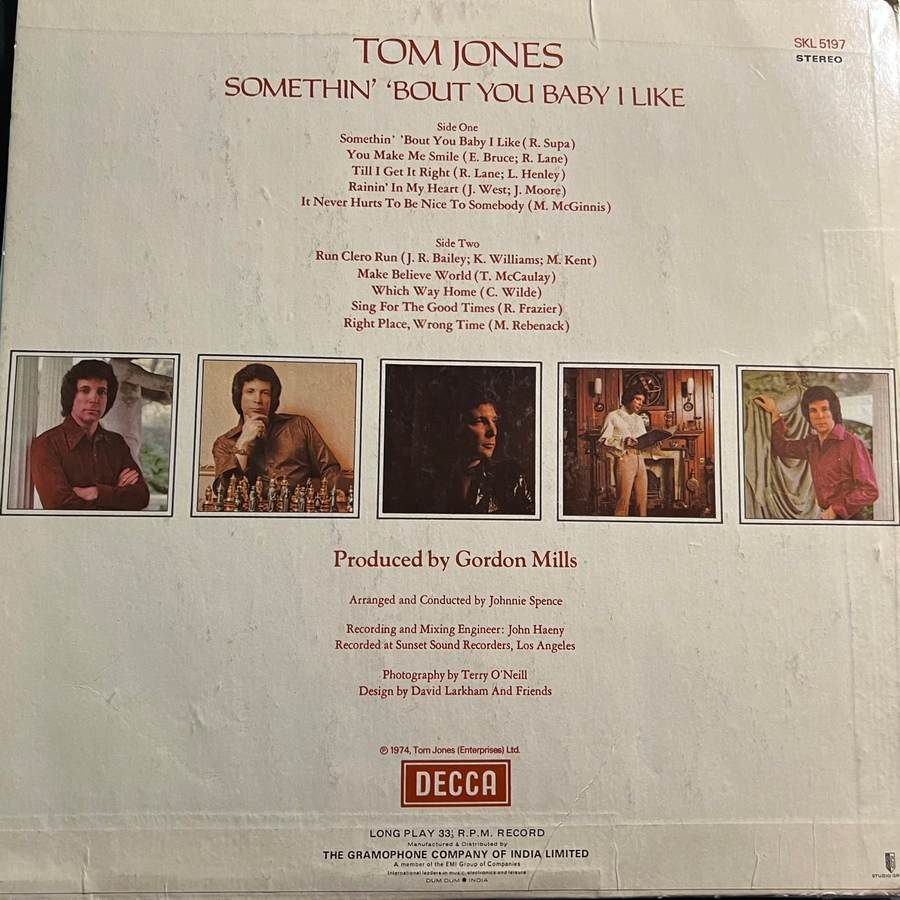 TOM JONES
SOMETHIN' 'BOUT YOU BABY I LIKE
SKL 5197
STEREO
Side One
Somethin' 'Bout You Baby I Like (R. Supa)
You Make Me Smile (E. Bruce; R. Lane)
Till I Get It Right (R. Lane; L. Henley)
Rainin' In My Heart (J. West; J. Moore)
It Never Hurts To Be Nice To Somebody (M. McGinnis)
Side Two
Run Clero Run (J. R. Bailey; K. Williams; M. Kent)
Make Believe World (T. McCaulay)
Which Way Home (C. Wilde)
Sing For The Good Times (R. Frazier)
Right Place, Wrong Time (M. Rebenack)
Produced by Gordon Mills
Arranged and Conducted by Johnnie Spence
Recording and Mixing Engineer: John Haeny
Recorded at Sunset Sound Recorders, Los Angeles
Photography by Terry O'Neill
Design by David Larkham And Friends
℗ 1974, Tom Jones (Enterprises) Ltd.
DECCA
LONG PLAY 33⅓ R.P.M. RECORD
Manufactured & Distributed by
THE GRAMOPHONE COMPANY OF INDIA LIMITED
A member of the EMI Group of Companies
International leaders in music, electronics and leisure
DUM DUM ● INDIA
STUDIO